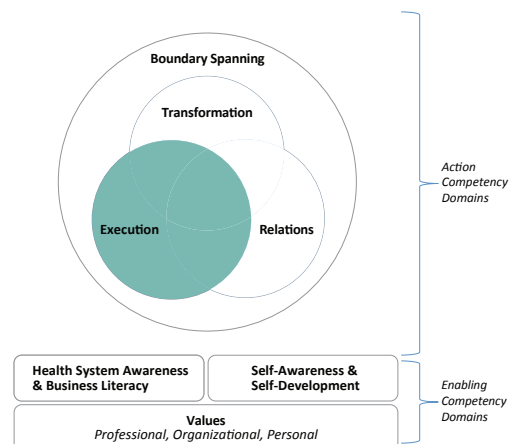 Boundary Spanning
Transformation
Execution
Relations
Action
Competency
Domains
Health System Awareness
& Business Literacy
Self-Awareness &
Self-Development
Values
Professional, Organizational, Personal
Enabling
Competency
Domains